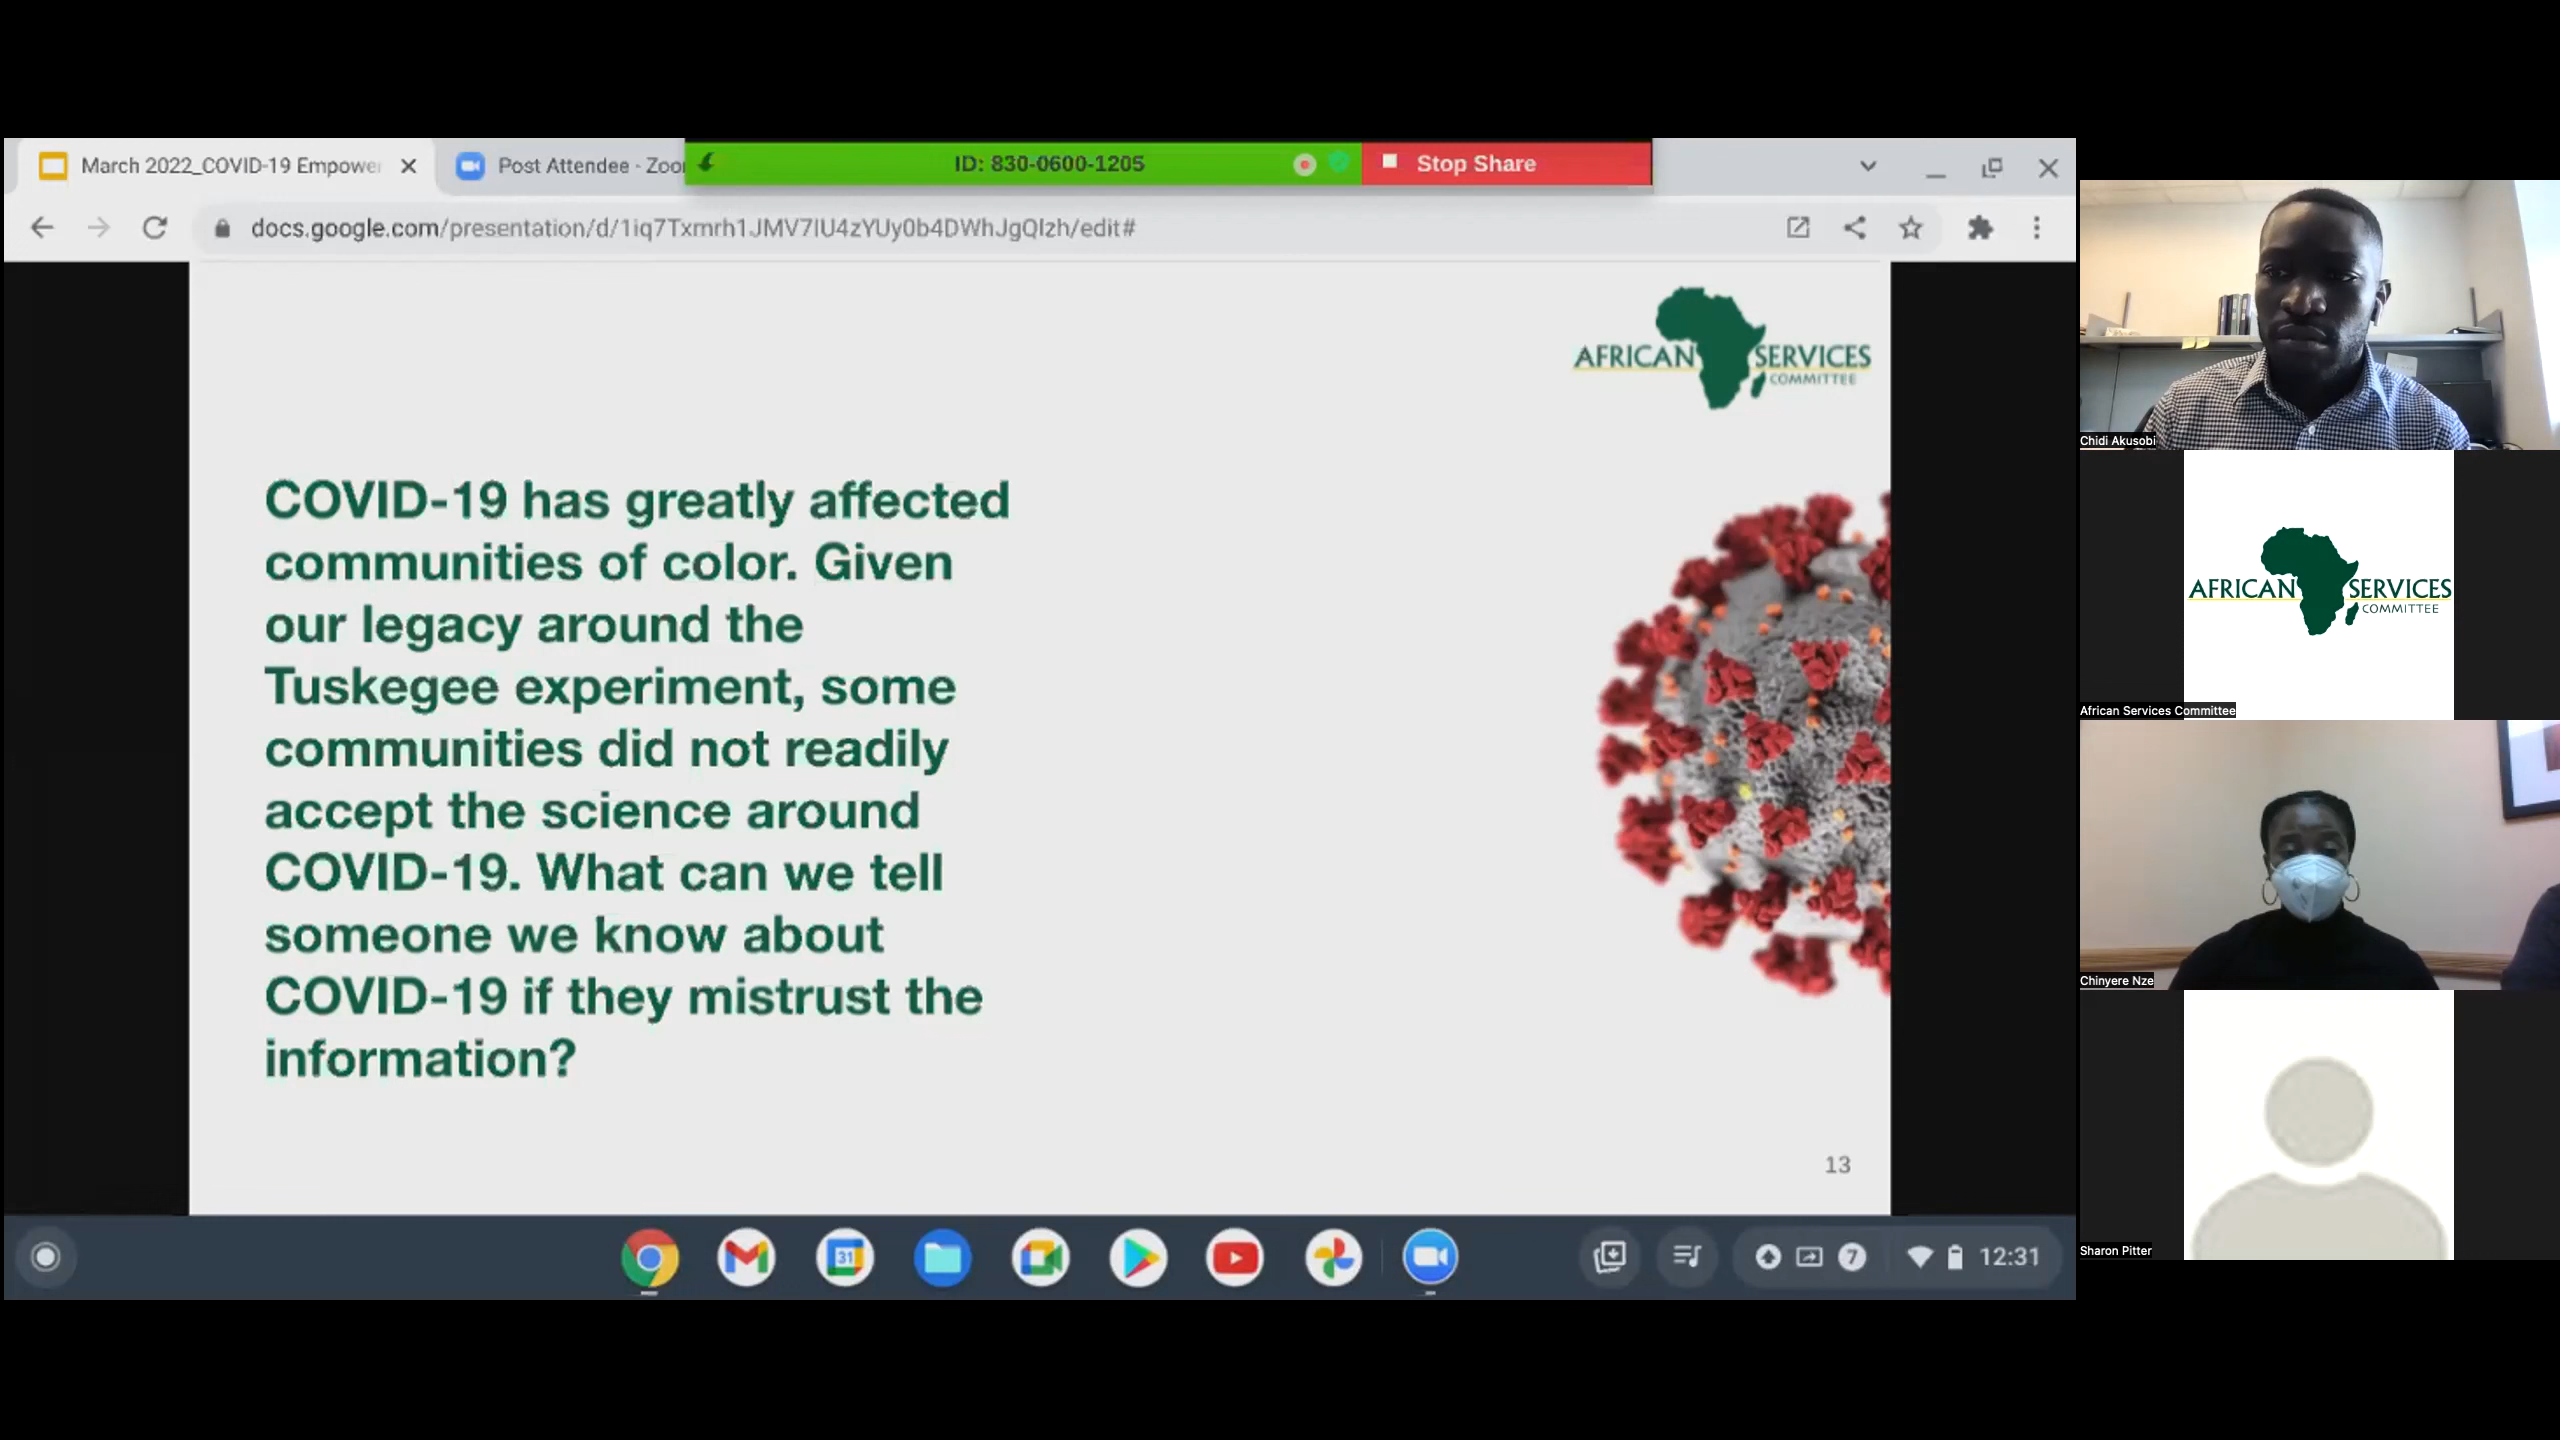 March 2022_COVID-19 Empower
Post Attendee - Zoo
ID: 830-0600-1205
Stop Share
docs.google.com/presentation/d/1iq7Txmrh1JMV7IU4zYUy0b4DWhJgQlzh/edit#
AFRICAN SERVICES
COMMITTEE
COVID-19 has greatly affected
communities of color. Given
our legacy around the
Tuskegee experiment, some
communities did not readily
accept the science around
COVID-19. What can we tell
someone we know about
COVID-19 if they mistrust the
information?
13
31
7
12:31
Chidi Akusobi
AFRICAN SERVICES
COMMITTEE
African Services Committee
Chinyere Nze
Sharon Pitter